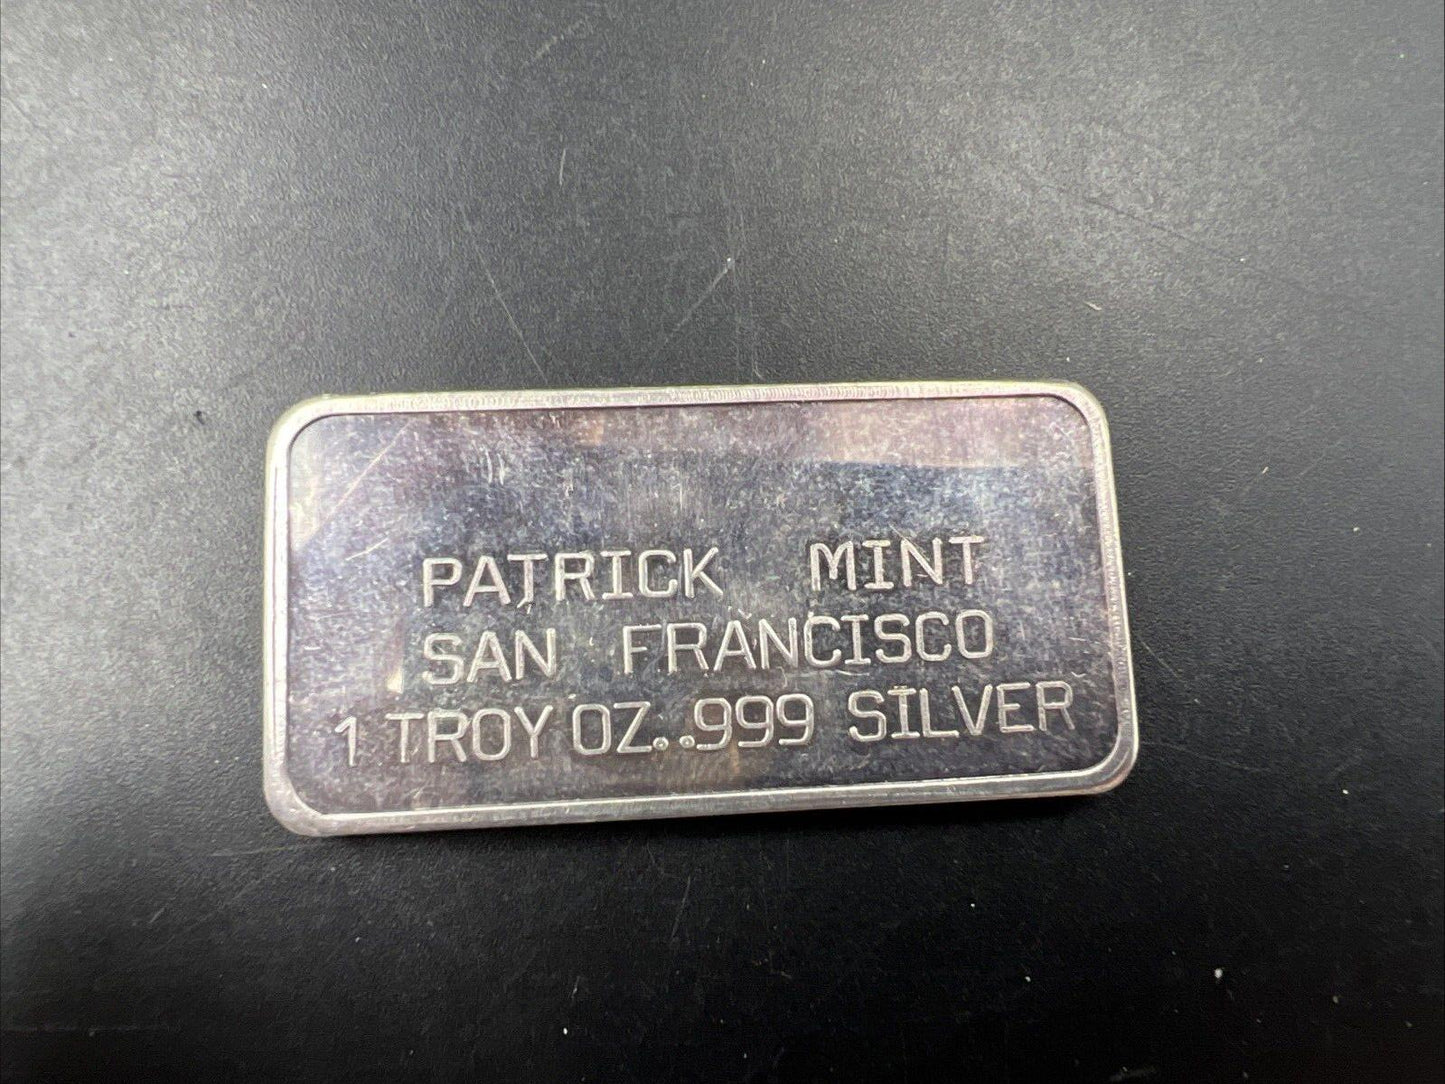 PATRICK MINT
SAN FRANCISCO
1 TROY OZ. .999 SILVER